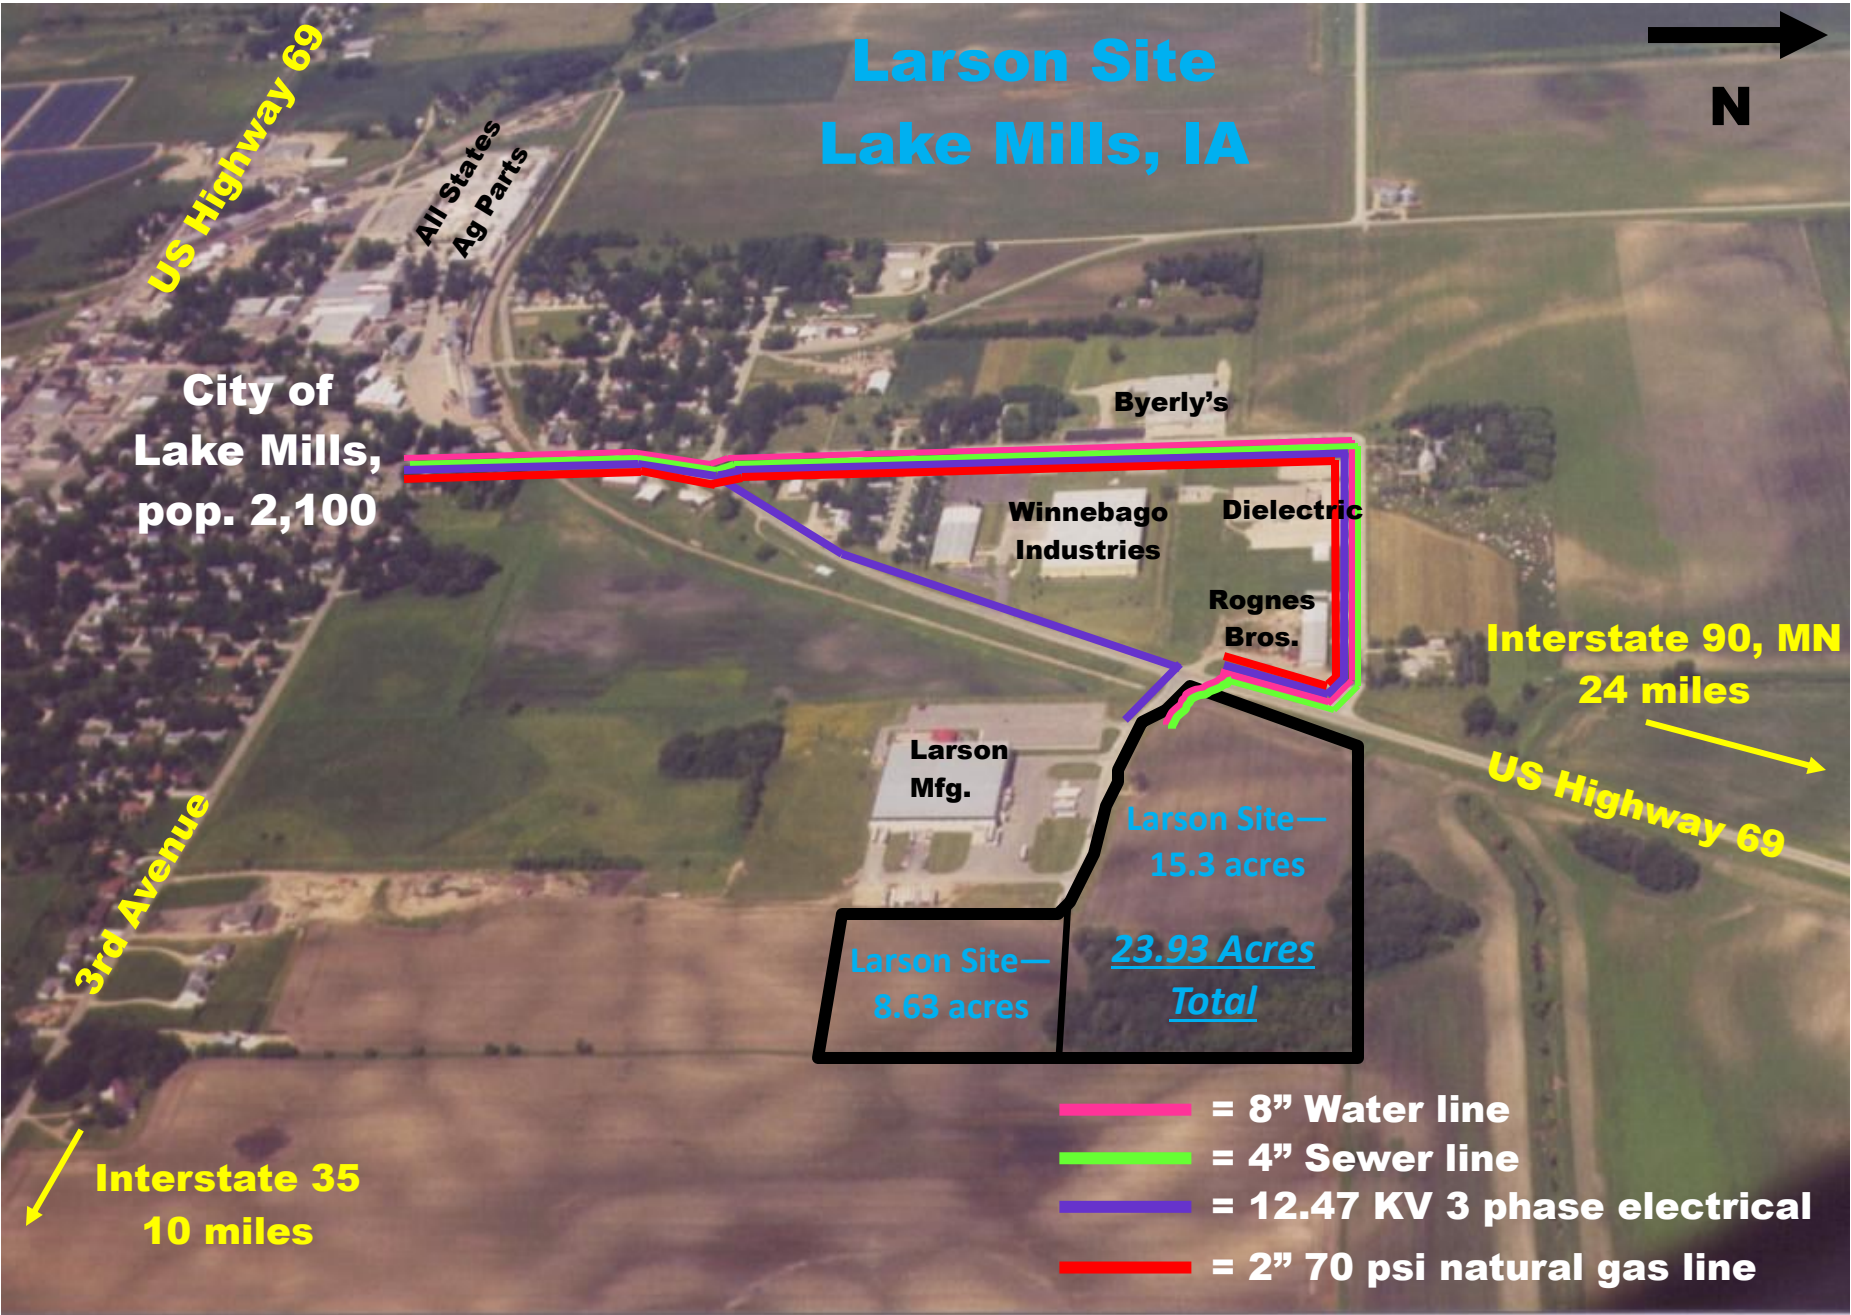 Larson Site
Lake Mills, IA
N
US Highway 69
All States
Ag Parts
City of
Lake Mills,
pop. 2,100
Byerly’s
Winnebago
Industries
Dielectric
Rognes
Bros.
Interstate 90, MN
24 miles
US Highway 69
Larson
Mfg.
Larson Site—
15.3 acres
23.93 Acres
Total
Larson Site—
8.63 acres
3rd Avenue
Interstate 35
10 miles
= 8” Water line
= 4” Sewer line
= 12.47 KV 3 phase electrical
= 2” 70 psi natural gas line